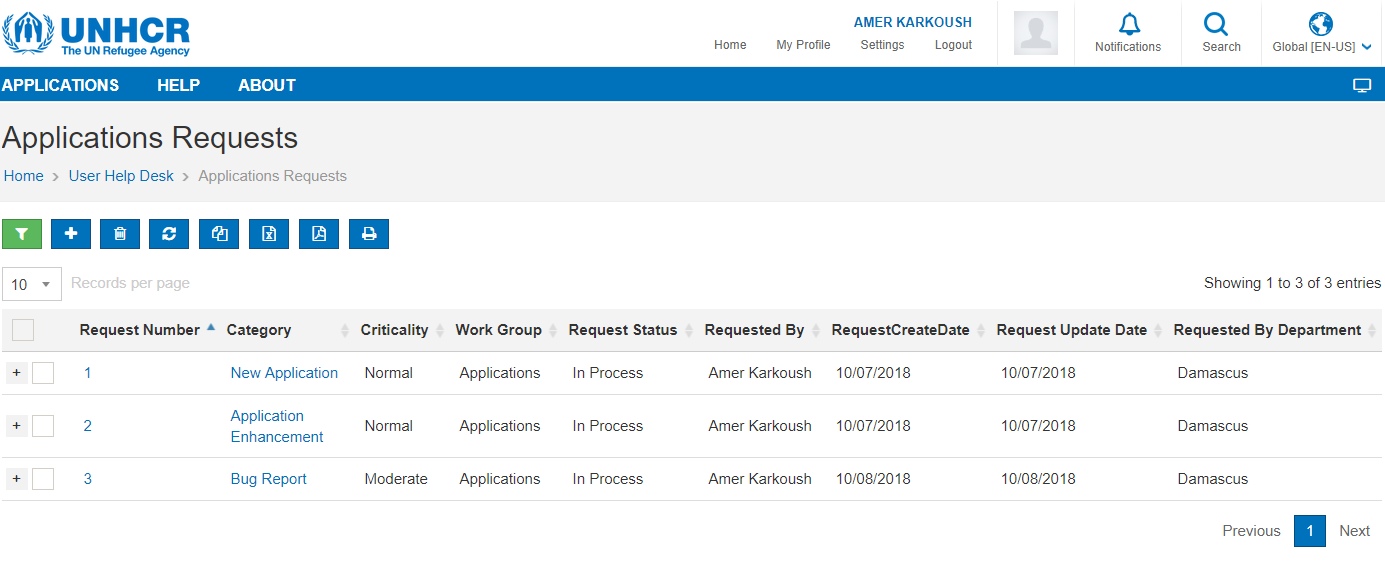 UNHCR
The UN Refugee Agency
AMER KARKOUSH
Home My Profile Settings Logout
Notifications
Search
Global [EN-US]
APPLICATIONS HELP ABOUT
Applications Requests
Home > User Help Desk > Applications Requests
10 Records per page
Showing 1 to 3 of 3 entries
Request Number Category Criticality Work Group Request Status Requested By RequestCreateDate Request Update Date Requested By Department
+ 1 New Application Normal Applications In Process Amer Karkoush 10/07/2018 10/07/2018 Damascus
+ 2 Application Enhancement Normal Applications In Process Amer Karkoush 10/07/2018 10/07/2018 Damascus
+ 3 Bug Report Moderate Applications In Process Amer Karkoush 10/08/2018 10/08/2018 Damascus
Previous 1 Next